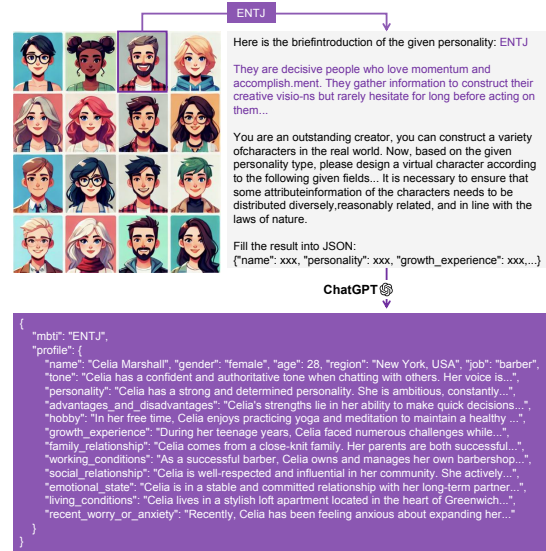 ENTJ
Here is the briefintroduction of the given personality: ENTJ
They are decisive people who love momentum and
accomplish.ment. They gather information to construct their
creative visio-ns but rarely hesitate for long before acting on
them...
You are an outstanding creator, you can construct a variety
ofcharacters in the real world. Now, based on the given
personality type, please design a virtual character according
to the following given fields... It is necessary to ensure that
some attributeinformation of the characters needs to be
distributed diversely,reasonably related, and in line with the
laws of nature.
Fill the result into JSON:
{"name": xxx, "personality": xxx, "growth_experience": xxx,...}
ChatGPT
{
"mbti": "ENTJ",
"profile": {
"name": "Celia Marshall", "gender": "female", "age": 28, "region": "New York, USA", "job": "barber",
"tone": "Celia has a confident and authoritative tone when chatting with others. Her voice is...",
"personality": "Celia has a strong and determined personality. She is ambitious, constantly...",
"advantages_and_disadvantages": "Celia's strengths lie in her ability to make quick decisions...",
"hobby": "In her free time, Celia enjoys practicing yoga and meditation to maintain a healthy ...",
"growth_experience": "During her teenage years, Celia faced numerous challenges while...",
"family_relationship": "Celia comes from a close-knit family. Her parents are both successful...",
"working_conditions": "As a successful barber, Celia owns and manages her own barbershop...",
"social_relationship": "Celia is well-respected and influential in her community. She actively...",
"emotional_state": "Celia is in a stable and committed relationship with her long-term partner...",
"living_conditions": "Celia lives in a stylish loft apartment located in the heart of Greenwich...",
"recent_worry_or_anxiety": "Recently, Celia has been feeling anxious about expanding her..."
}
}